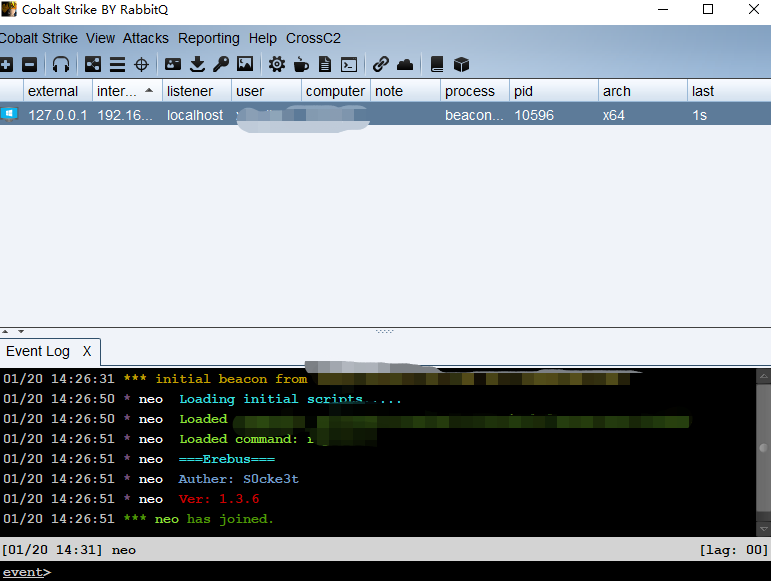 Cobalt Strike BY RabbitQ
Cobalt Strike View Attacks Reporting Help CrossC2
external inter... listener user computer note process pid arch last
127.0.0.1 192.16... localhost beacon... 10596 x64 1s
Event Log X
01/20 14:26:31 *** initial beacon from
01/20 14:26:50 * neo Loading initial scripts.....
01/20 14:26:50 * neo Loaded
01/20 14:26:51 * neo Loaded command: i
01/20 14:26:51 * neo ===Erebus===
01/20 14:26:51 * neo Auther: S0cke3t
01/20 14:26:51 * neo Ver: 1.3.6
01/20 14:26:51 *** neo has joined.
[01/20 14:31] neo [lag: 00]
event>